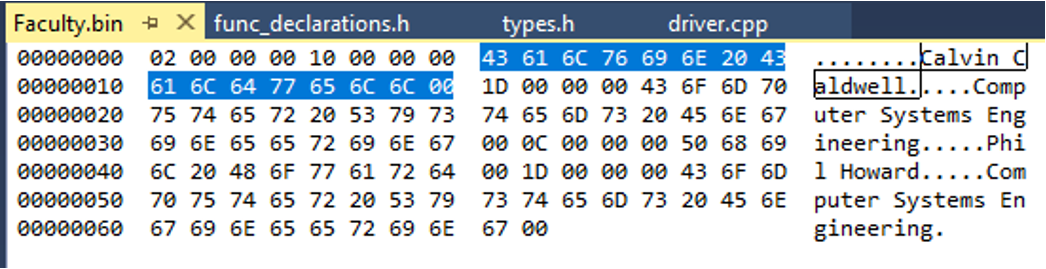 Faculty.bin func_declarations.h types.h driver.cpp
00000000 02 00 00 00 10 00 00 00 43 61 6C 76 69 6E 20 43 ........Calvin C
00000010 61 6C 64 77 65 6C 6C 00 1D 00 00 00 43 6F 6D 70 aldwell.....Comp
00000020 75 74 65 72 20 53 79 73 74 65 6D 73 20 45 6E 67 uter Systems Eng
00000030 69 6E 65 65 72 69 6E 67 00 0C 00 00 00 50 68 69 ineering.....Phi
00000040 6C 20 48 6F 77 61 72 64 00 1D 00 00 00 43 6F 6D l Howard.....Com
00000050 70 75 74 65 72 20 53 79 73 74 65 6D 73 20 45 6E puter Systems En
00000060 67 69 6E 65 65 72 69 6E 67 00 gineering.